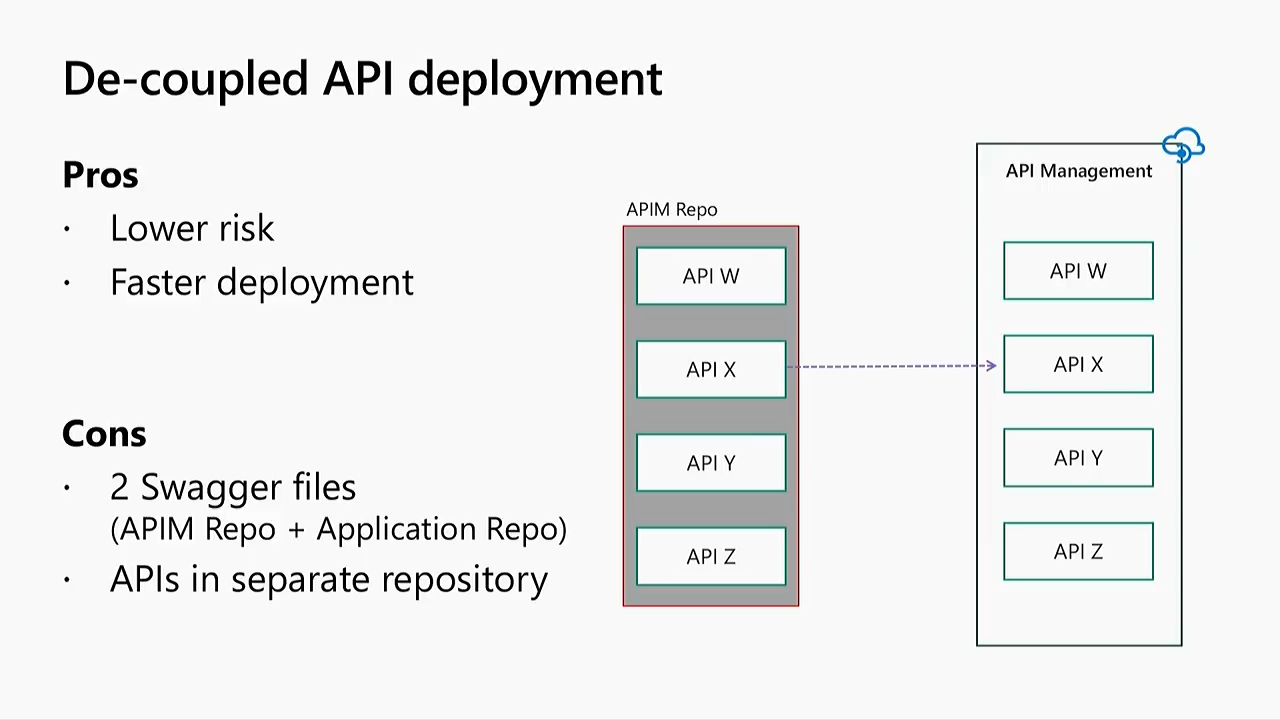 De-coupled API deployment
Pros
· Lower risk
· Faster deployment
Cons
· 2 Swagger files
(APIM Repo + Application Repo)
· APIs in separate repository
APIM Repo
API W
API X
API Y
API Z
API Management
API W
API X
API Y
API Z